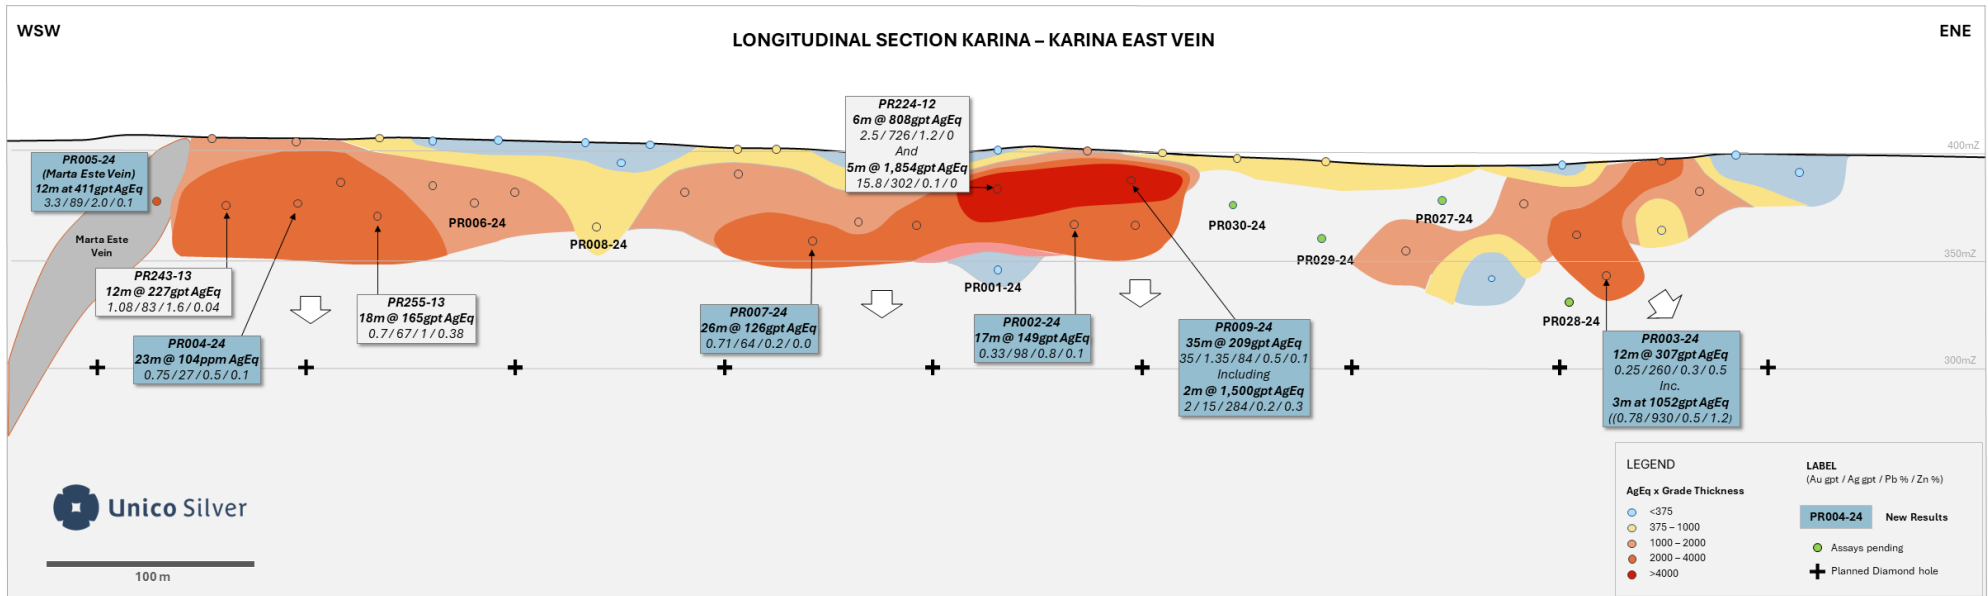 WSW
ENE
LONGITUDINAL SECTION KARINA – KARINA EAST VEIN
PR224-12
6m @ 808gpt AgEq
2.5 / 726 / 1.2 / 0
And
5m @ 1,854gpt AgEq
15.8 / 302 / 0.1 / 0
400mZ
PR005-24
(Marta Este Vein)
12m at 411gpt AgEq
3.3 / 89 / 2.0 / 0.1
Marta Este
Vein
PR006-24
PR008-24
PR030-24
PR027-24
PR029-24
350mZ
PR243-13
12m @ 227gpt AgEq
1.08 / 83 / 1.6 / 0.04
PR255-13
18m @ 165gpt AgEq
0.7 / 67 / 1 / 0.38
PR001-24
PR007-24
26m @ 126gpt AgEq
0.71 / 64 / 0.2 / 0.0
PR002-24
17m @ 149gpt AgEq
0.33 / 98 / 0.8 / 0.1
PR009-24
35m @ 209gpt AgEq
35 / 1.35 / 84 / 0.5 / 0.1
Including
2m @ 1,500gpt AgEq
2 / 15 / 284 / 0.2 / 0.3
PR028-24
PR004-24
23m @ 104ppm AgEq
0.75 / 27 / 0.5 / 0.1
PR003-24
12m @ 307gpt AgEq
0.25 / 260 / 0.3 / 0.5
Inc.
3m at 1052gpt AgEq
((0.78 / 930 / 0.5 / 1.2)
300mZ
Unico Silver
100 m
LEGEND
AgEq x Grade Thickness
<375
375 – 1000
1000 – 2000
2000 – 4000
>4000
LABEL
(Au gpt / Ag gpt / Pb % / Zn %)
PR004-24 New Results
Assays pending
Planned Diamond hole